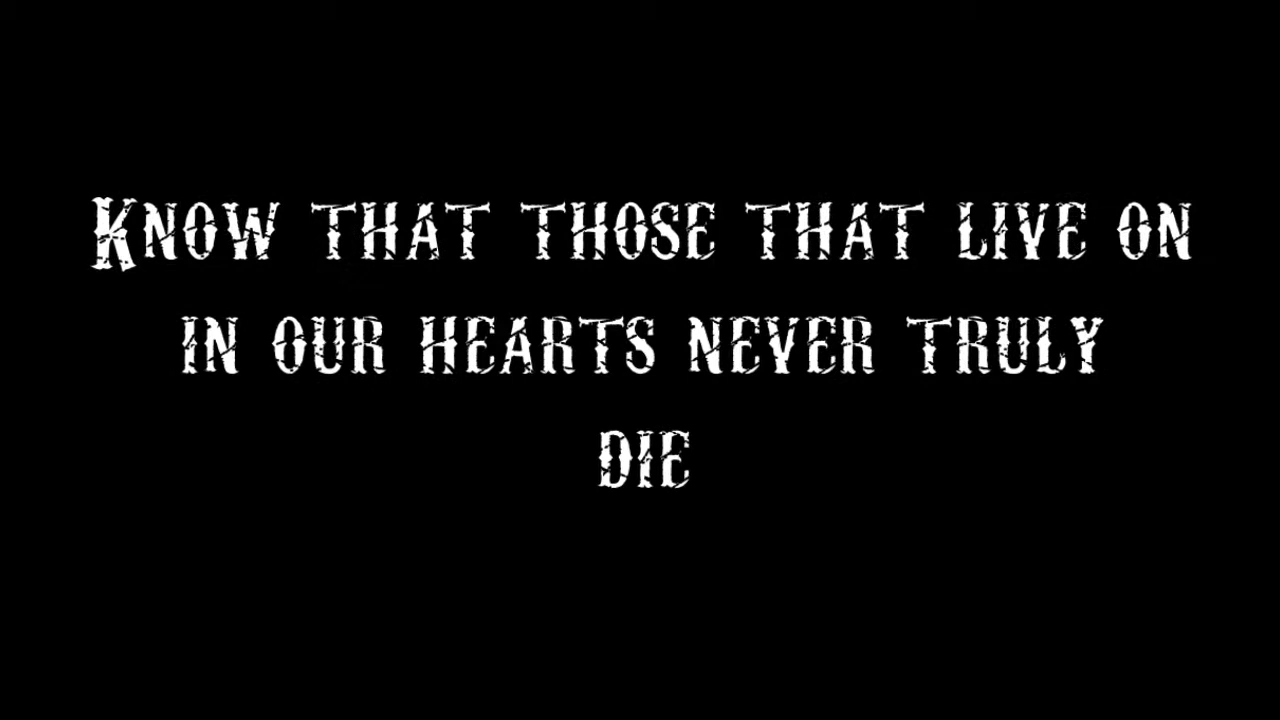 Know that those that live on
in our hearts never truly
die